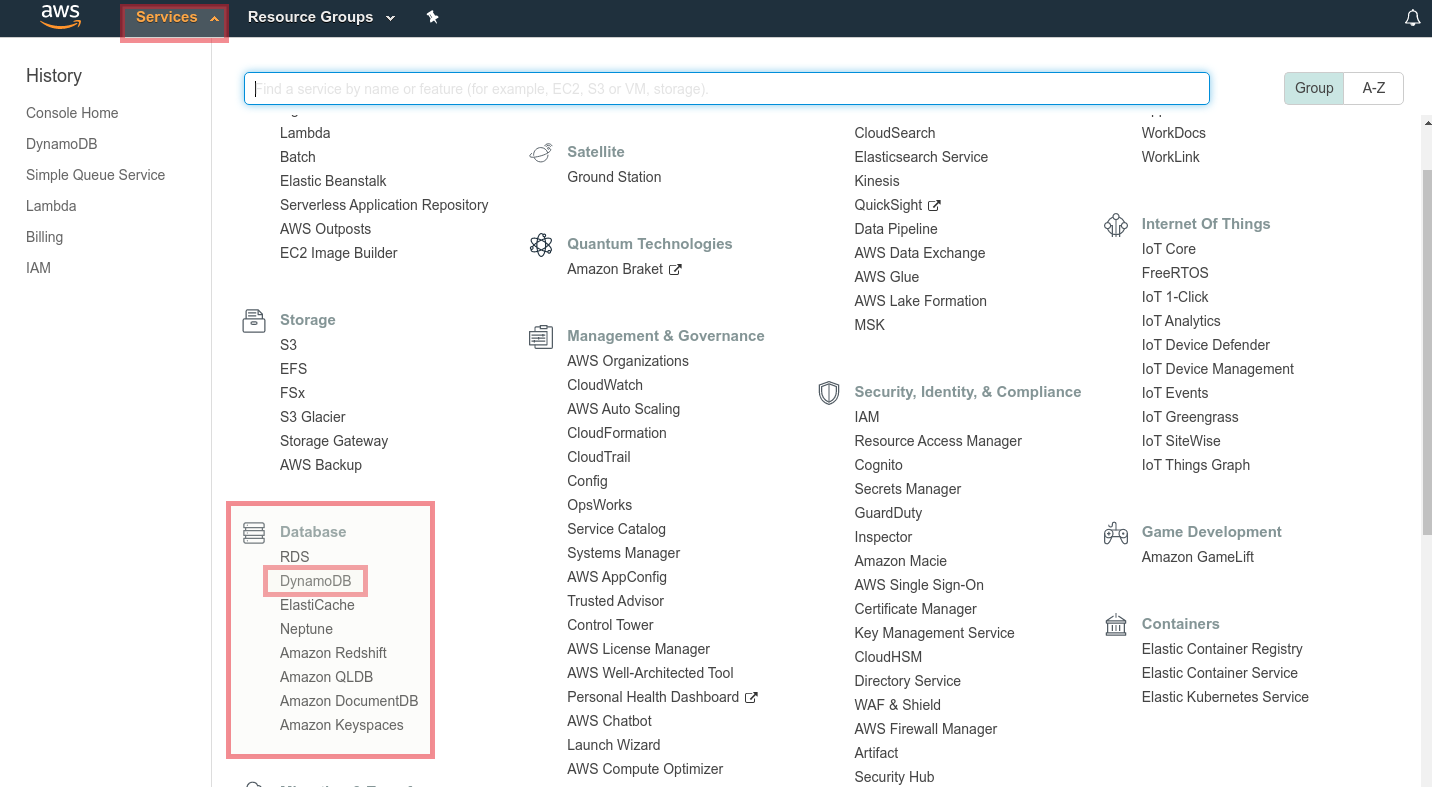 aws
Services
Resource Groups
History
Console Home
DynamoDB
Simple Queue Service
Lambda
Billing
IAM
Find a service by name or feature (for example, EC2, S3 or VM, storage).
Group
A-Z
Lambda
Batch
Elastic Beanstalk
Serverless Application Repository
AWS Outposts
EC2 Image Builder
Storage
S3
EFS
FSx
S3 Glacier
Storage Gateway
AWS Backup
Database
RDS
DynamoDB
ElastiCache
Neptune
Amazon Redshift
Amazon QLDB
Amazon DocumentDB
Amazon Keyspaces
Satellite
Ground Station
Quantum Technologies
Amazon Braket
Management & Governance
AWS Organizations
CloudWatch
AWS Auto Scaling
CloudFormation
CloudTrail
Config
OpsWorks
Service Catalog
Systems Manager
AWS AppConfig
Trusted Advisor
Control Tower
AWS License Manager
AWS Well-Architected Tool
Personal Health Dashboard
AWS Chatbot
Launch Wizard
AWS Compute Optimizer
CloudSearch
Elasticsearch Service
Kinesis
QuickSight
Data Pipeline
AWS Data Exchange
AWS Glue
AWS Lake Formation
MSK
Security, Identity, & Compliance
IAM
Resource Access Manager
Cognito
Secrets Manager
GuardDuty
Inspector
Amazon Macie
AWS Single Sign-On
Certificate Manager
Key Management Service
CloudHSM
Directory Service
WAF & Shield
AWS Firewall Manager
Artifact
Security Hub
WorkDocs
WorkLink
Internet Of Things
IoT Core
FreeRTOS
IoT 1-Click
IoT Analytics
IoT Device Defender
IoT Device Management
IoT Events
IoT Greengrass
IoT SiteWise
IoT Things Graph
Game Development
Amazon GameLift
Containers
Elastic Container Registry
Elastic Container Service
Elastic Kubernetes Service